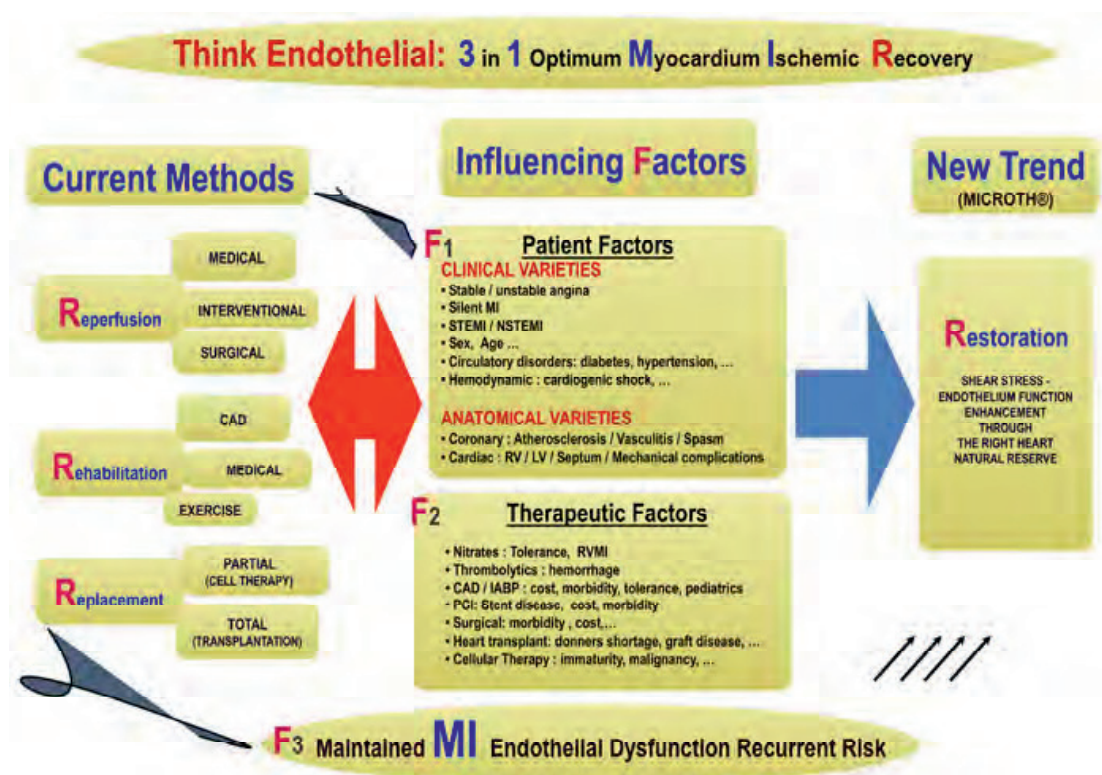 Think Endothelial: 3 in 1 Optimum Myocardium Ischemic Recovery
Current Methods
Reperfusion
MEDICAL
INTERVENTIONAL
SURGICAL
Rehabilitation
CAD
MEDICAL
EXERCISE
Replacement
PARTIAL
(CELL THERAPY)
TOTAL
(TRANSPLANTATION)
Influencing Factors
F1
Patient Factors
CLINICAL VARIETIES
• Stable / unstable angina
• Silent MI
• STEMI / NSTEMI
• Sex, Age ...
• Circulatory disorders: diabetes, hypertension, ...
• Hemodynamic : cardiogenic shock, ...
ANATOMICAL VARIETIES
• Coronary : Atherosclerosis / Vasculitis / Spasm
• Cardiac : RV / LV / Septum / Mechanical complications
F2
Therapeutic Factors
• Nitrates : Tolerance, RVMI
• Thrombolytics : hemorrhage
• CAD / IABP : cost, morbidity, tolerance, pediatrics
- PCI: Stent disease, cost, morbidity
• Surgical: morbidity , cost,...
• Heart transplant: donners shortage, graft disease, ...
• Cellular Therapy : immaturity, malignancy, ...
New Trend
(MICROTH®)
Restoration
SHEAR STRESS -
ENDOTHELIUM FUNCTION
ENHANCEMENT
THROUGH
THE RIGHT HEART
NATURAL RESERVE
F3 Maintained MI Endothelial Dysfunction Recurrent Risk